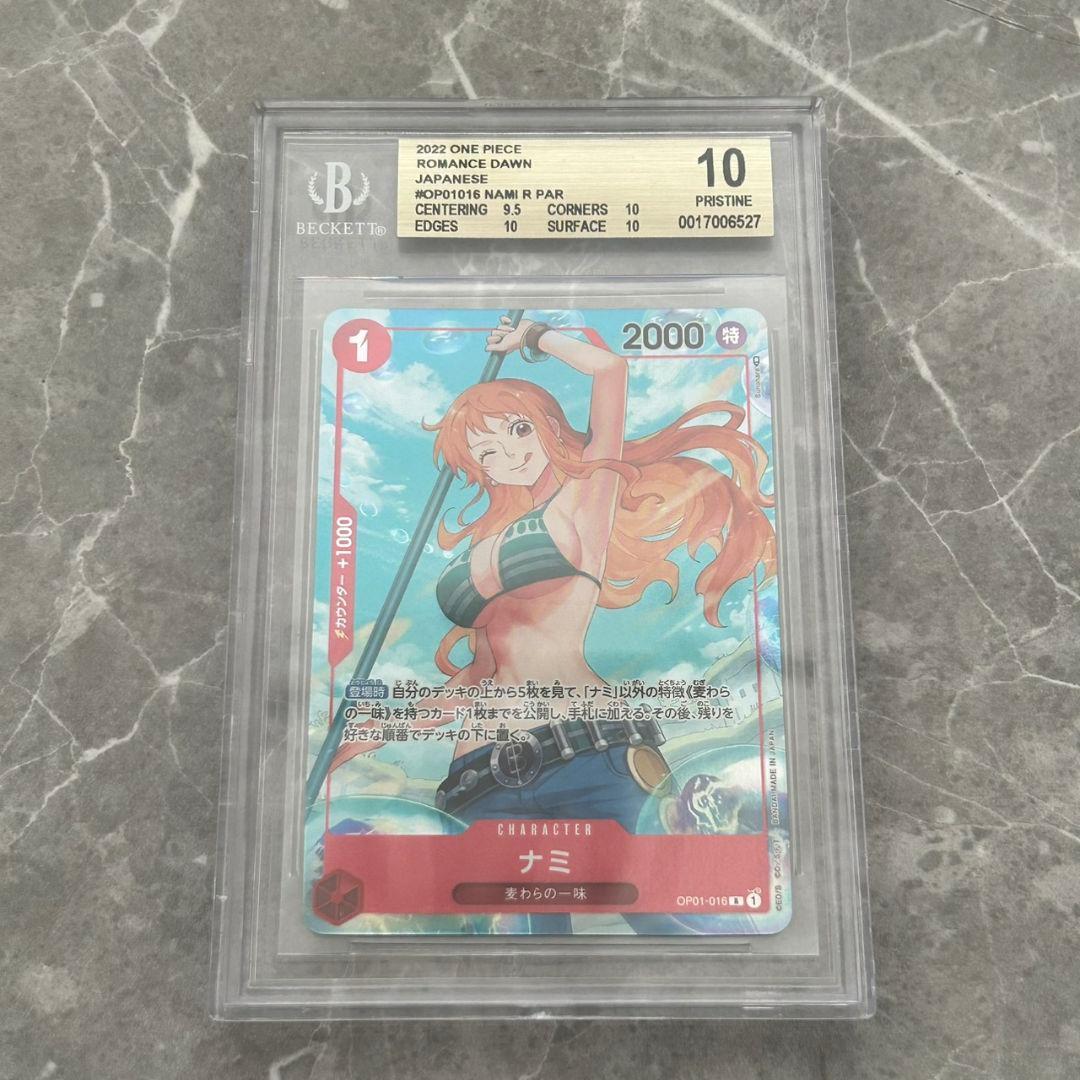 2022 ONE PIECE
ROMANCE DAWN
JAPANESE
#OP01016 NAMI R PAR
CENTERING 9.5 CORNERS 10
EDGES 10 SURFACE 10
10
PRISTINE
0017006527
B
BECKETT®
1
2000 特
カウンター +1000
登場時 自分のデッキの上から5枚を見て、「ナミ」以外の特徴《麦わら
の一味》を持つカード1枚までを公開し、手札に加える。その後、残りを
好きな順番でデッキの下に置く。
CHARACTER
ナミ
麦わらの一味
OP01-016 R 1
BANDAI MADE IN JAPAN